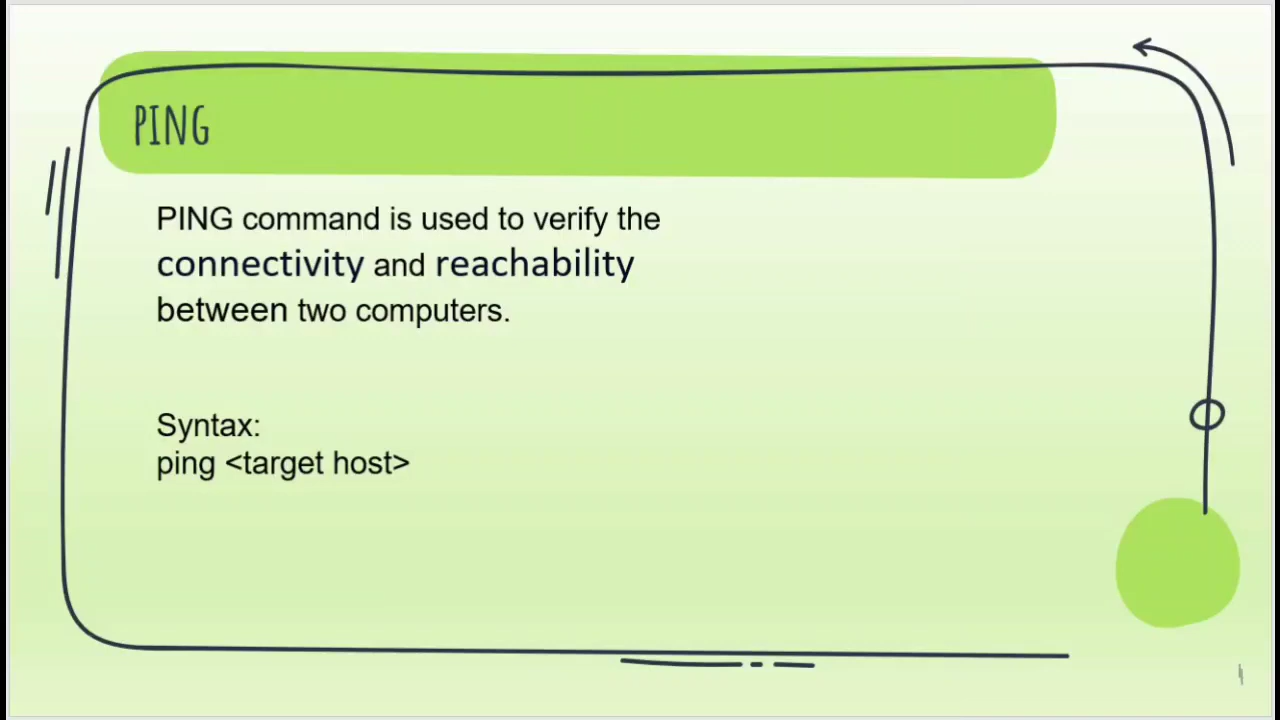 PING
PING command is used to verify the
connectivity and reachability
between two computers.
Syntax:
ping <target host>